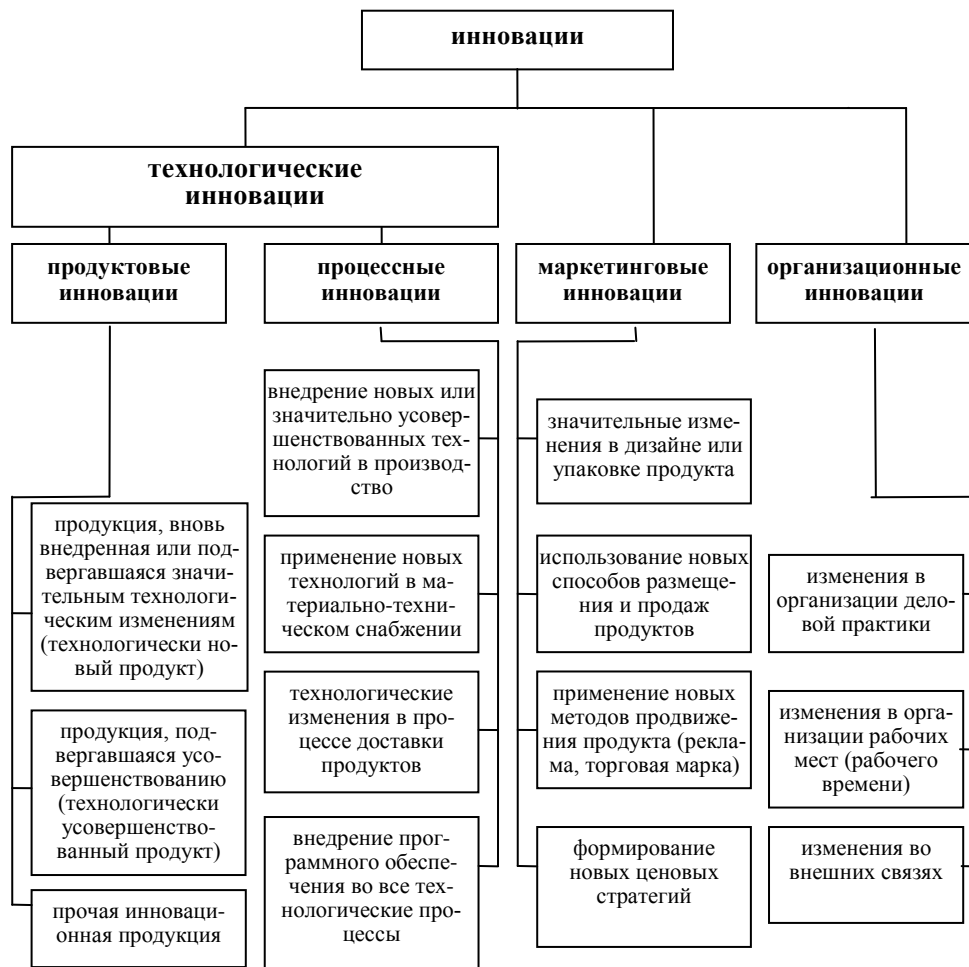 инновации
технологические
инновации
продуктовые
инновации
процессные
инновации
маркетинговые
инновации
организационные
инновации
продукция, вновь
внедренная или под-
вергавшаяся значи-
тельным технологи-
ческим изменениям
(технологически но
вый продукт)
продукция, под-
вергавшаяся усо-
вершенствованию
(технологически
усовершенство-
ванный продукт)
прочая инноваци-
онная продукция
внедрение новых или
значительно усовер-
шенствованных тех-
нологий в производ-
ство
применение новых
технологий в ма-
териально-техни-
ческом снабжении
технологические
изменения в про-
цессе доставки
продуктов
внедрение прог-
раммного обеспе-
чения во все тех-
нологические про-
цессы
значительные изме-
нения в дизайне или
упаковке продукта
использование новых
способов размеще-
ния и продаж
продуктов
применение новых
методов продвиже-
ния продукта (рекла-
ма, торговая марка)
формирование
новых ценовых
стратегий
изменения в
организации дело-
вой практики
изменения в орга-
низации рабочих
мест (рабочего
времени)
изменения во
внешних связях